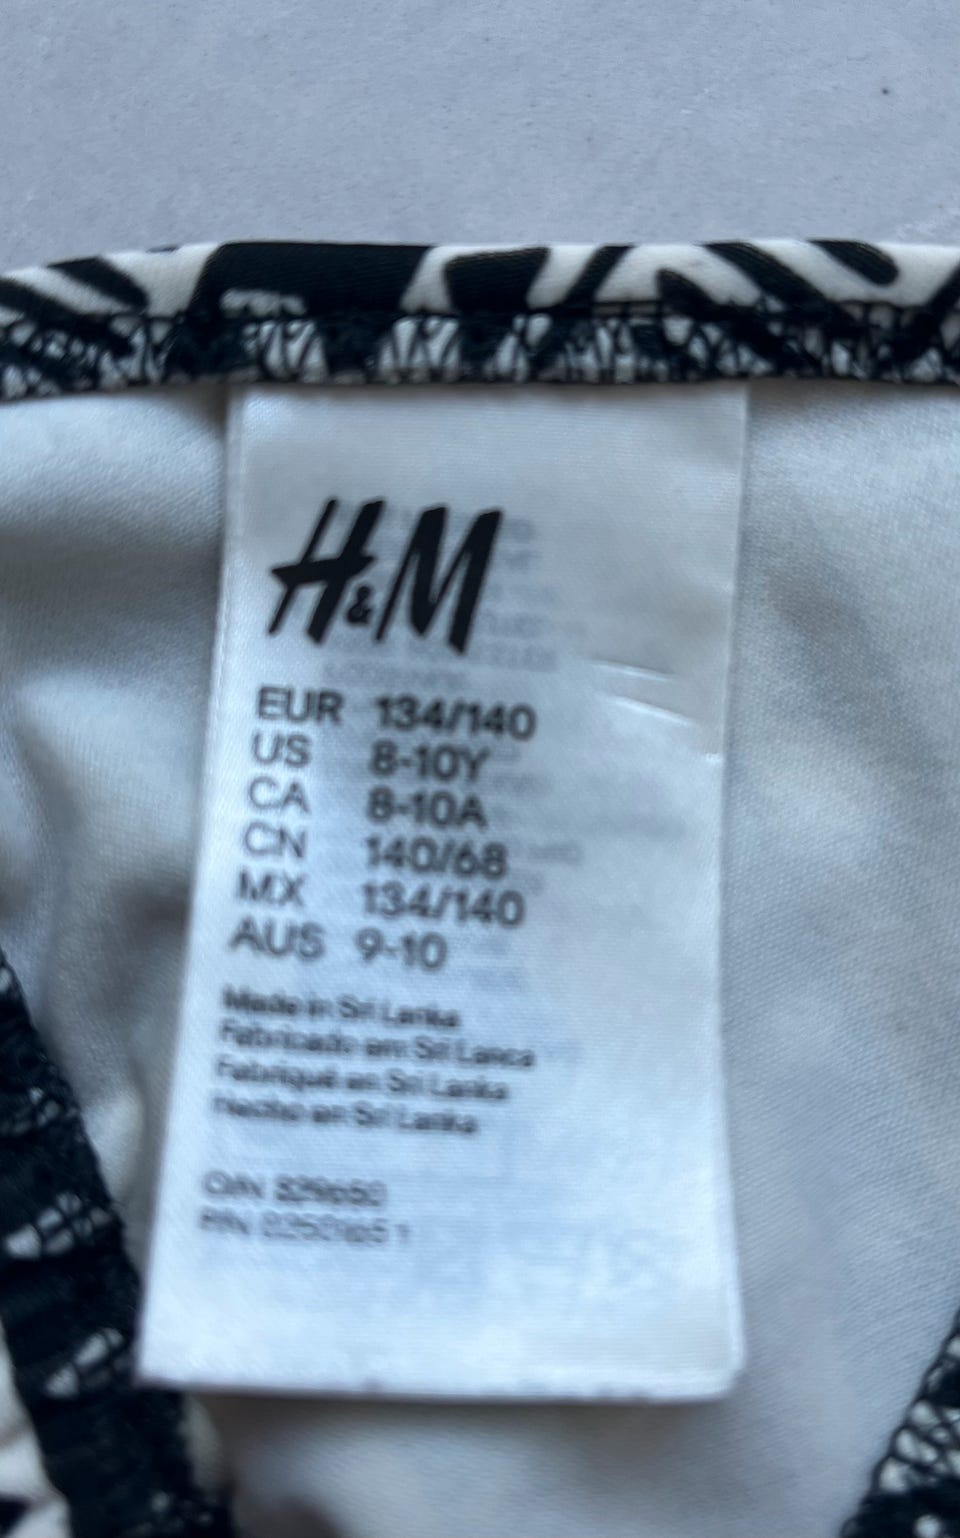 H&M
EUR 134/140
US 8-10Y
CA 8-10A
CN 140/68
MX 134/140
AUS 9-10
Made in Sri Lanka
Fabricado em Sri Lanca
Fabriqué en Sri Lanka
Hecho en Sri Lanka
O/N
P/N